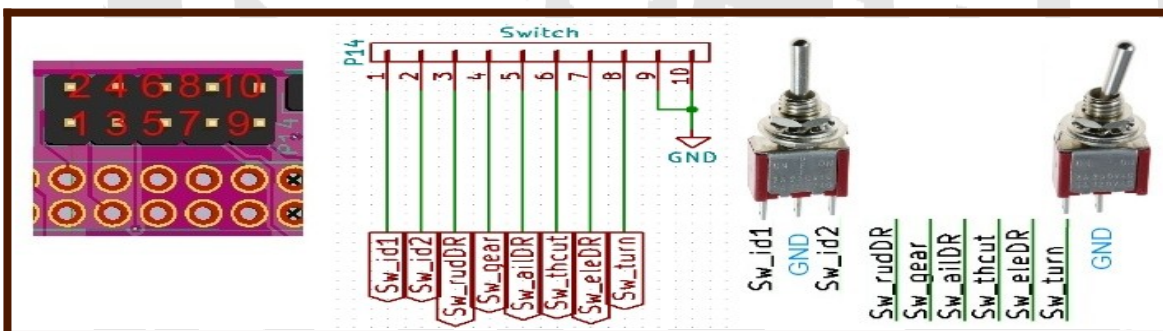 2 4 6 8 10
1 3 5 7 9
P14
Switch
P14
1 2 3 4 5 6 7 8 9 10
GND
Sw_id1
Sw_id2
Sw_rudDR
Sw_gear
Sw_ailDR
Sw_thcut
Sw_eleDR
Sw_turn
Sw_id1
GND
Sw_id2
Sw_rudDR
Sw_gear
Sw_ailDR
Sw_thcut
Sw_eleDR
Sw_turn
GND